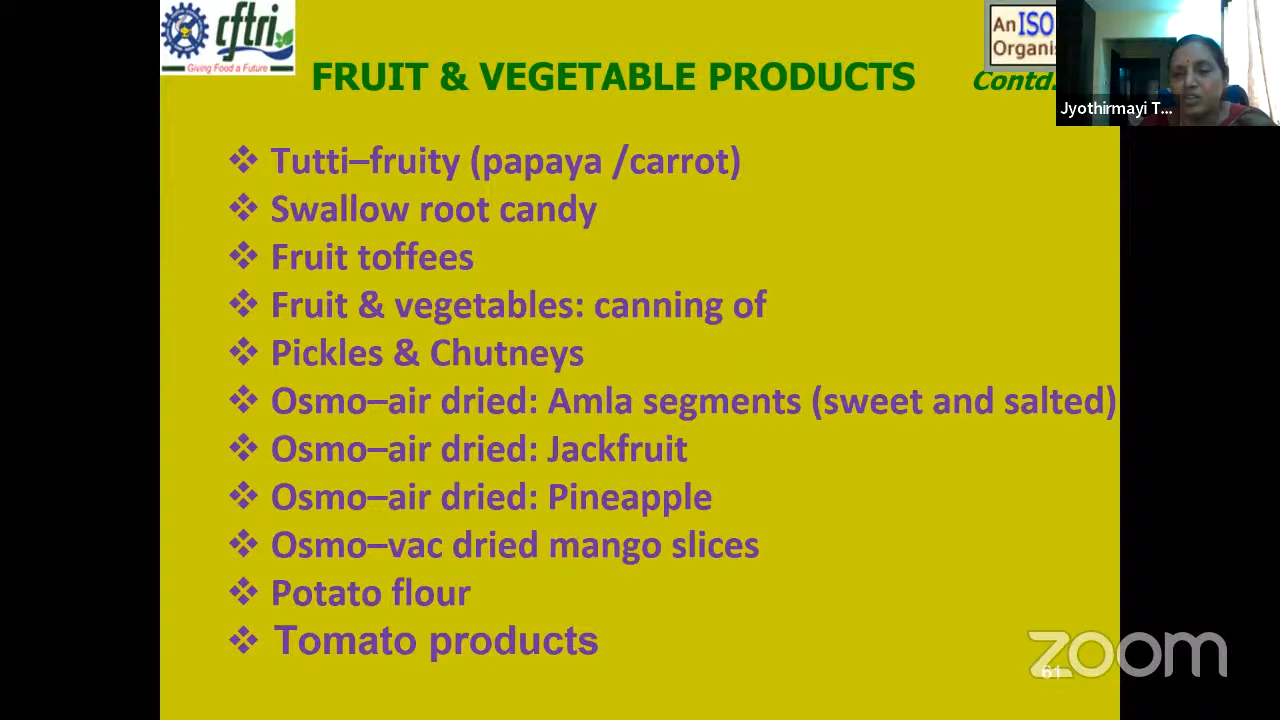 cftri
Giving Food a Future
An ISO
Organis
FRUIT & VEGETABLE PRODUCTS
Contd.
Jyothirmayi T...
❖ Tutti–fruity (papaya /carrot)
❖ Swallow root candy
❖ Fruit toffees
❖ Fruit & vegetables: canning of
❖ Pickles & Chutneys
❖ Osmo–air dried: Amla segments (sweet and salted)
❖ Osmo–air dried: Jackfruit
❖ Osmo–air dried: Pineapple
❖ Osmo–vac dried mango slices
❖ Potato flour
❖ Tomato products
zoom
61